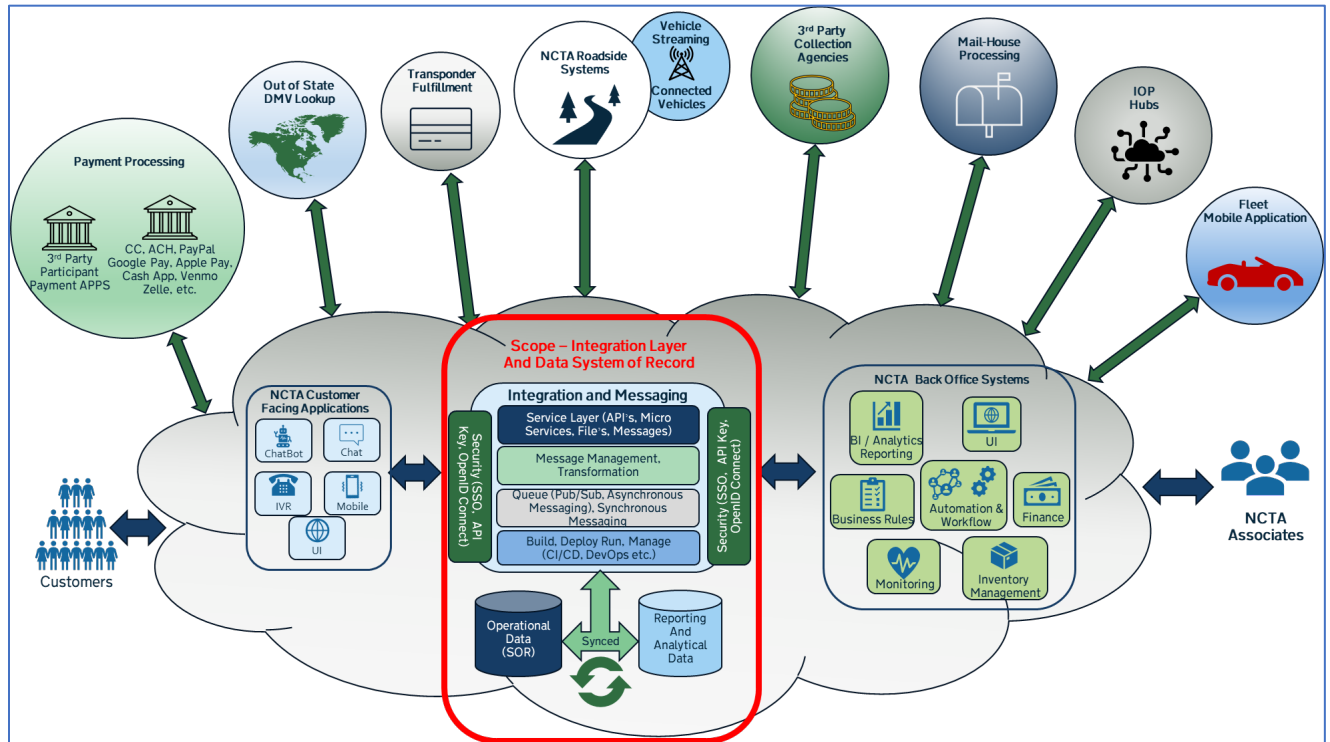 Payment Processing
3rd Party
Participant
Payment APPS
CC, ACH, PayPal
Google Pay, Apple Pay,
Cash App, Venmo
Zelle, etc.
Out of State
DMV Lookup
Transponder
Fulfillment
NCTA Roadside
Systems
Vehicle
Streaming
Connected
Vehicles
3rd Party
Collection
Agencies
Mail-House
Processing
IOP
Hubs
Fleet
Mobile Application
Customers
NCTA Customer
Facing Applications
ChatBot
Chat
IVR
Mobile
UI
Scope – Integration Layer
And Data System of Record
Integration and Messaging
Security (SSO, API
Key, OpenID Connect)
Service Layer (API's, Micro
Services, File's, Messages)
Message Management,
Transformation
Queue (Pub/Sub, Asynchronous
Messaging), Synchronous
Messaging
Build, Deploy Run, Manage
(CI/CD, DevOps etc.)
Security (SSO, API Key,
OpenID Connect)
Operational
Data
(SOR)
Synced
Reporting
And
Analytical
Data
NCTA Back Office Systems
BI / Analytics
Reporting
UI
Business Rules
Automation &
Workflow
Finance
Monitoring
Inventory
Management
NCTA
Associates